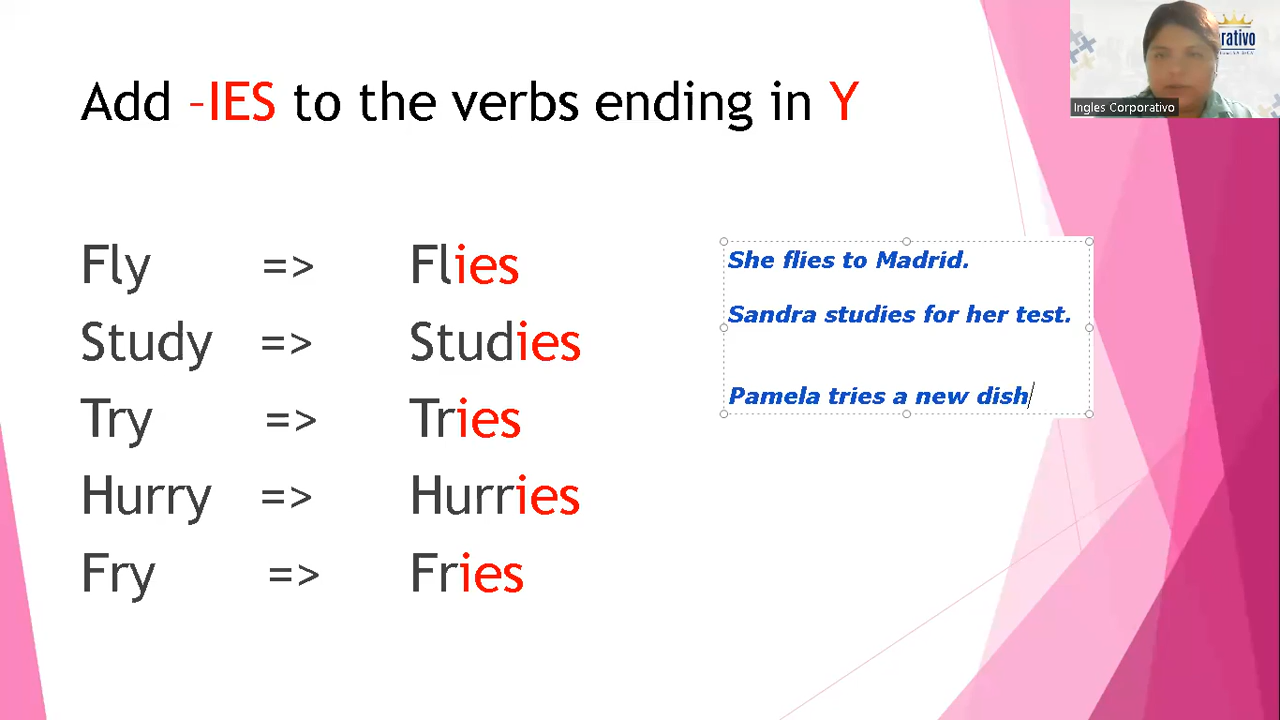 Add –IES to the verbs ending in Y
Fly => Flies
Study => Studies
Try => Tries
Hurry => Hurries
Fry => Fries
She flies to Madrid.
Sandra studies for her test.
Pamela tries a new dish
rativo
Ingles Corporativo